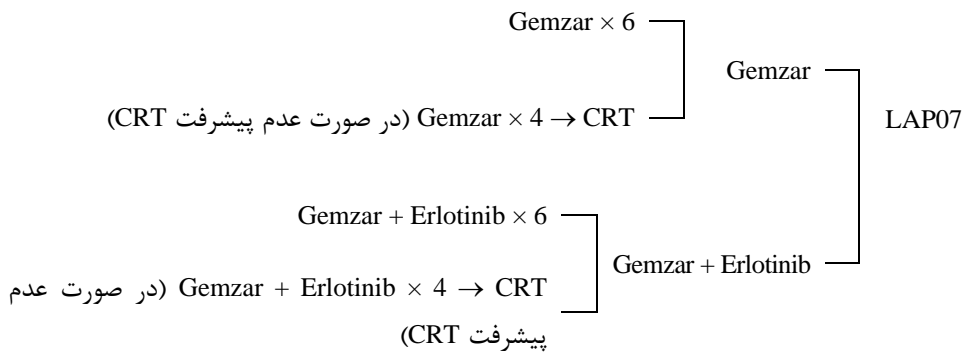 Gemzar × 6
Gemzar
(در صورت عدم پیشرفت CRT) Gemzar × 4 → CRT
LAP07
Gemzar + Erlotinib × 6
Gemzar + Erlotinib
Gemzar + Erlotinib × 4 → CRT (در صورت عدم
پیشرفت CRT)